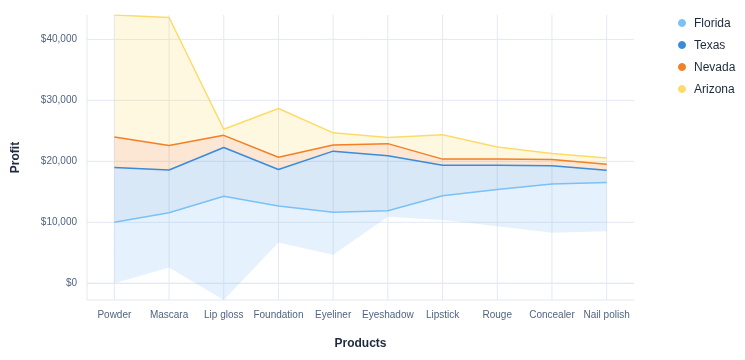 Florida
Texas
Nevada
Arizona
Profit
$40,000
$30,000
$20,000
$10,000
$0
Powder Mascara Lip gloss Foundation Eyeliner Eyeshadow Lipstick Rouge Concealer Nail polish
Products